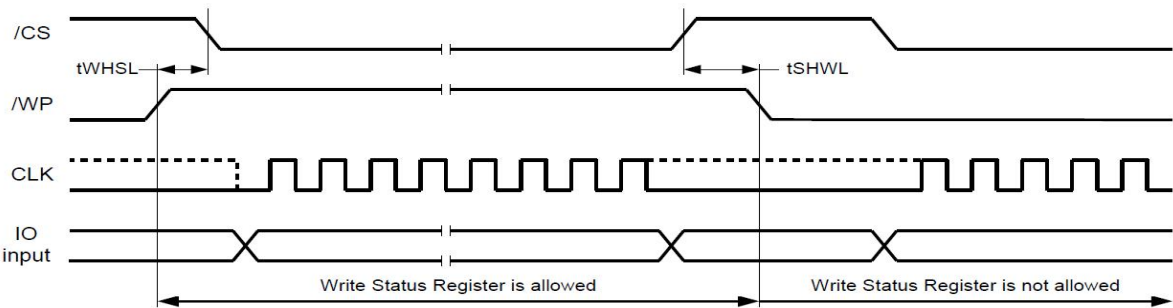 /CS
tWHSL
tSHWL
/WP
CLK
IO
input
Write Status Register is allowed
Write Status Register is not allowed